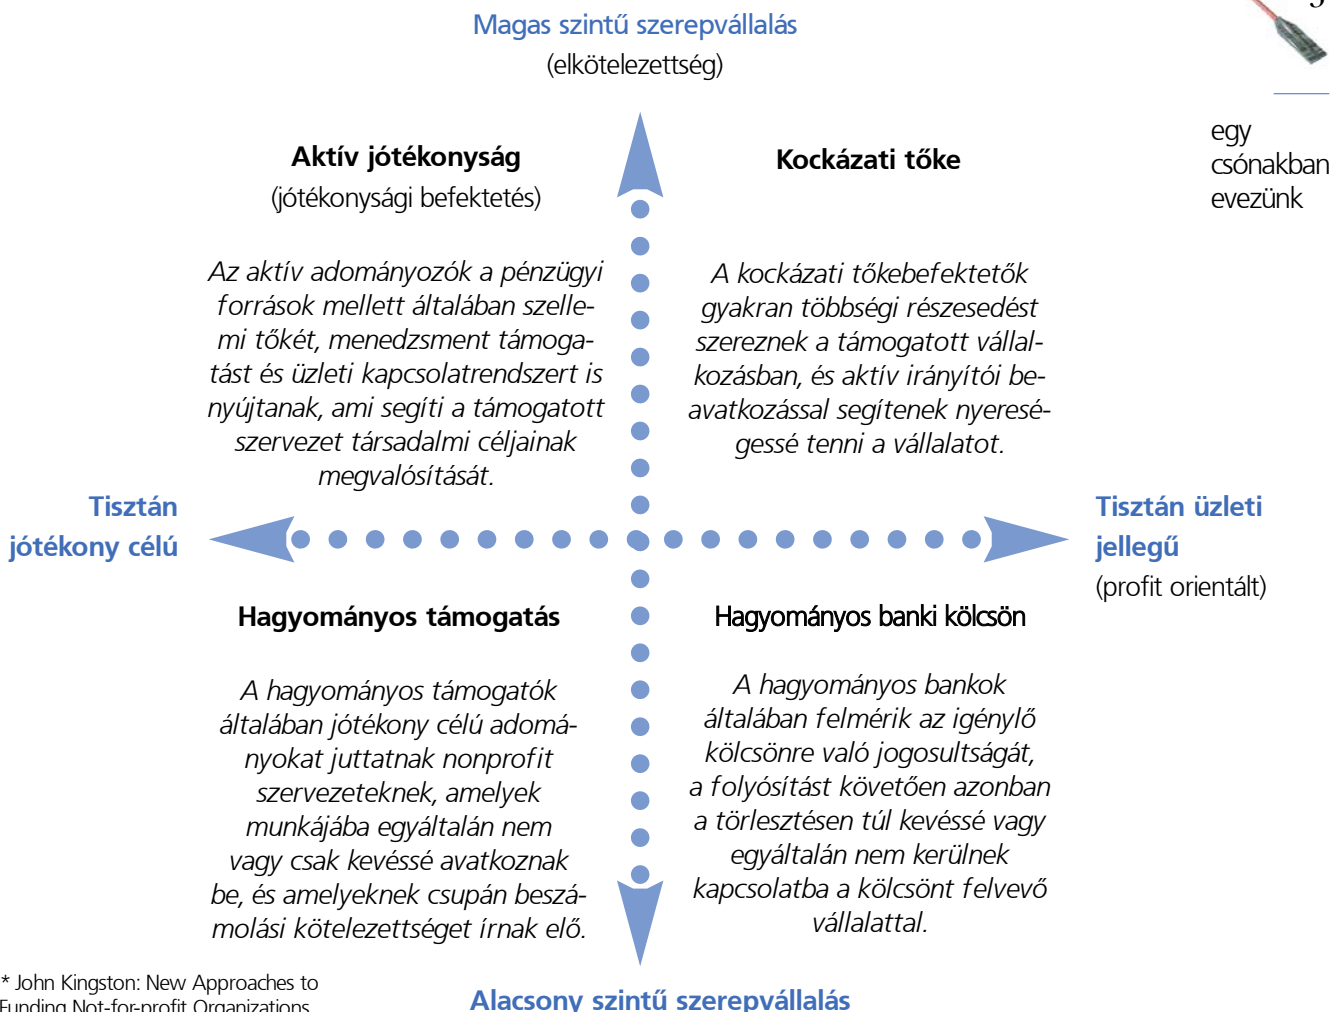 Magas szintű szerepvállalás
(elkötelezettség)
egy
csónakban
evezünk
Aktív jótékonyság
(jótékonysági befektetés)
Az aktív adományozók a pénzügyi
források mellett általában szelle-
mi tőkét, menedzsment támoga-
tást és üzleti kapcsolatrendszert is
nyújtanak, ami segíti a támogatott
szervezet társadalmi céljainak
megvalósítását.
Kockázati tőke
A kockázati tőkebefektetők
gyakran többségi részesedést
szereznek a támogatott vállal-
kozásban, és aktív irányítói be-
avatkozással segítenek nyeresé-
gessé tenni a vállalatot.
Tisztán
jótékony célú
Tisztán üzleti
jellegű
(profit orientált)
Hagyományos támogatás
A hagyományos támogatók
általában jótékony célú adomá-
nyokat juttatnak nonprofit
szervezeteknek, amelyek
munkájába egyáltalán nem
vagy csak kevéssé avatkoznak
be, és amelyeknek csupán beszá-
molási kötelezettséget írnak elő.
Hagyományos banki kölcsön
A hagyományos bankok
általában felmérik az igénylő
kölcsönre való jogosultságát,
a folyósítást követően azonban
a törlesztésen túl kevéssé vagy
egyáltalán nem kerülnek
kapcsolatba a kölcsönt felvevő
vállalattal.
* John Kingston: New Approaches to
Funding Not-for-profit Organizations
Alacsony szintű szerepvállalás